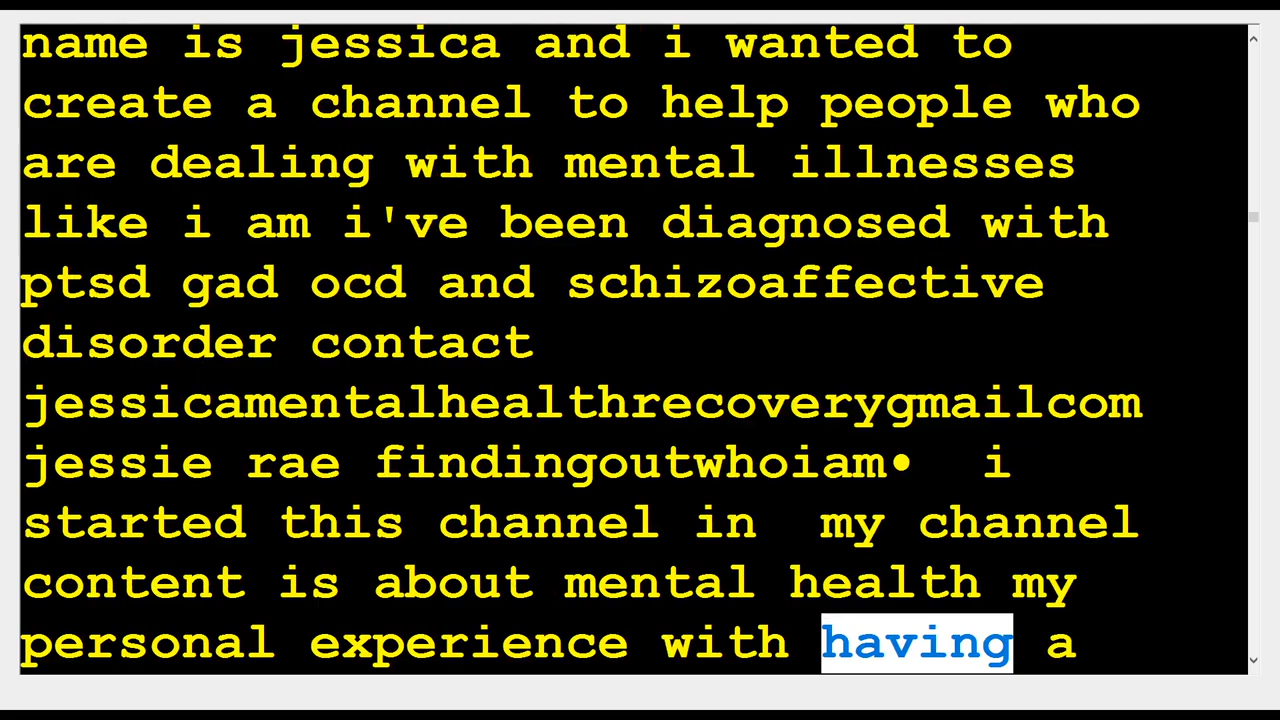 name is jessica and i wanted to
create a channel to help people who
are dealing with mental illnesses
like i am i've been diagnosed with
ptsd gad ocd and schizoaffective
disorder contact
jessicamentalhealthrecoverygmailcom
jessie rae findingoutwhoiam•  i
started this channel in  my channel
content is about mental health my
personal experience with having a